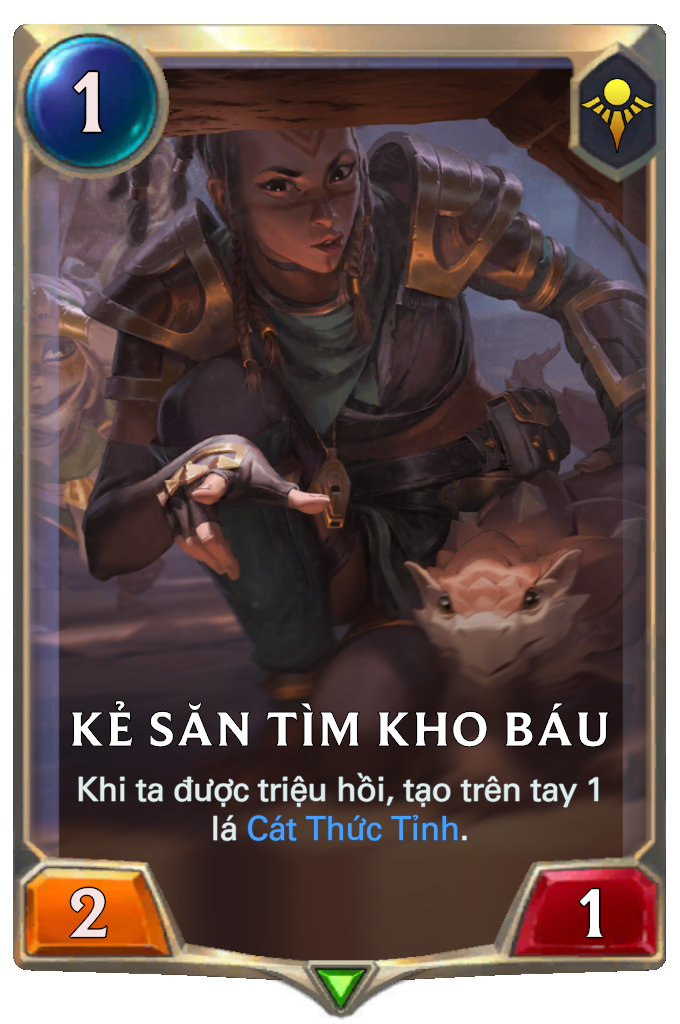 1
KẺ SĂN TÌM KHO BÁU
Khi ta được triệu hồi, tạo trên tay 1
lá Cát Thức Tỉnh.
2
1